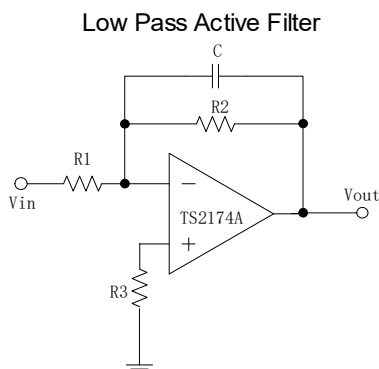 Low Pass Active Filter
C
R2
R1
Vin
−
TS2174A
+
Vout
R3